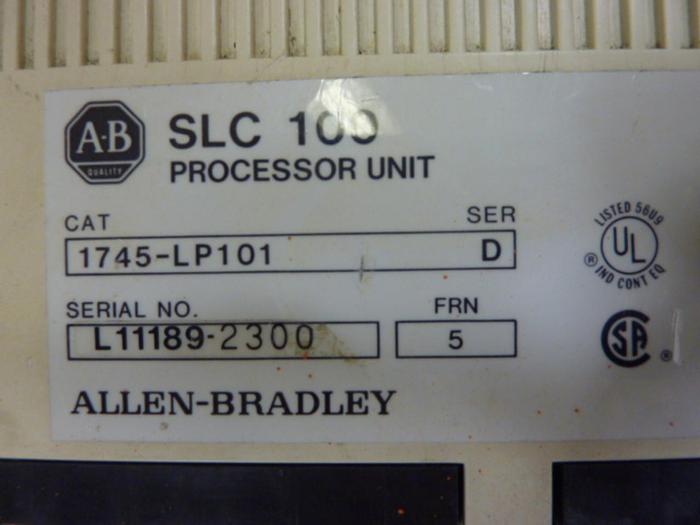 A-B
QUALITY
SLC 100
PROCESSOR UNIT
CAT SER
1745-LP101 D
SERIAL NO. FRN
L11189-2300 5
ALLEN-BRADLEY
LISTED 56U9
UL
®
IND CONT EQ
SA
®